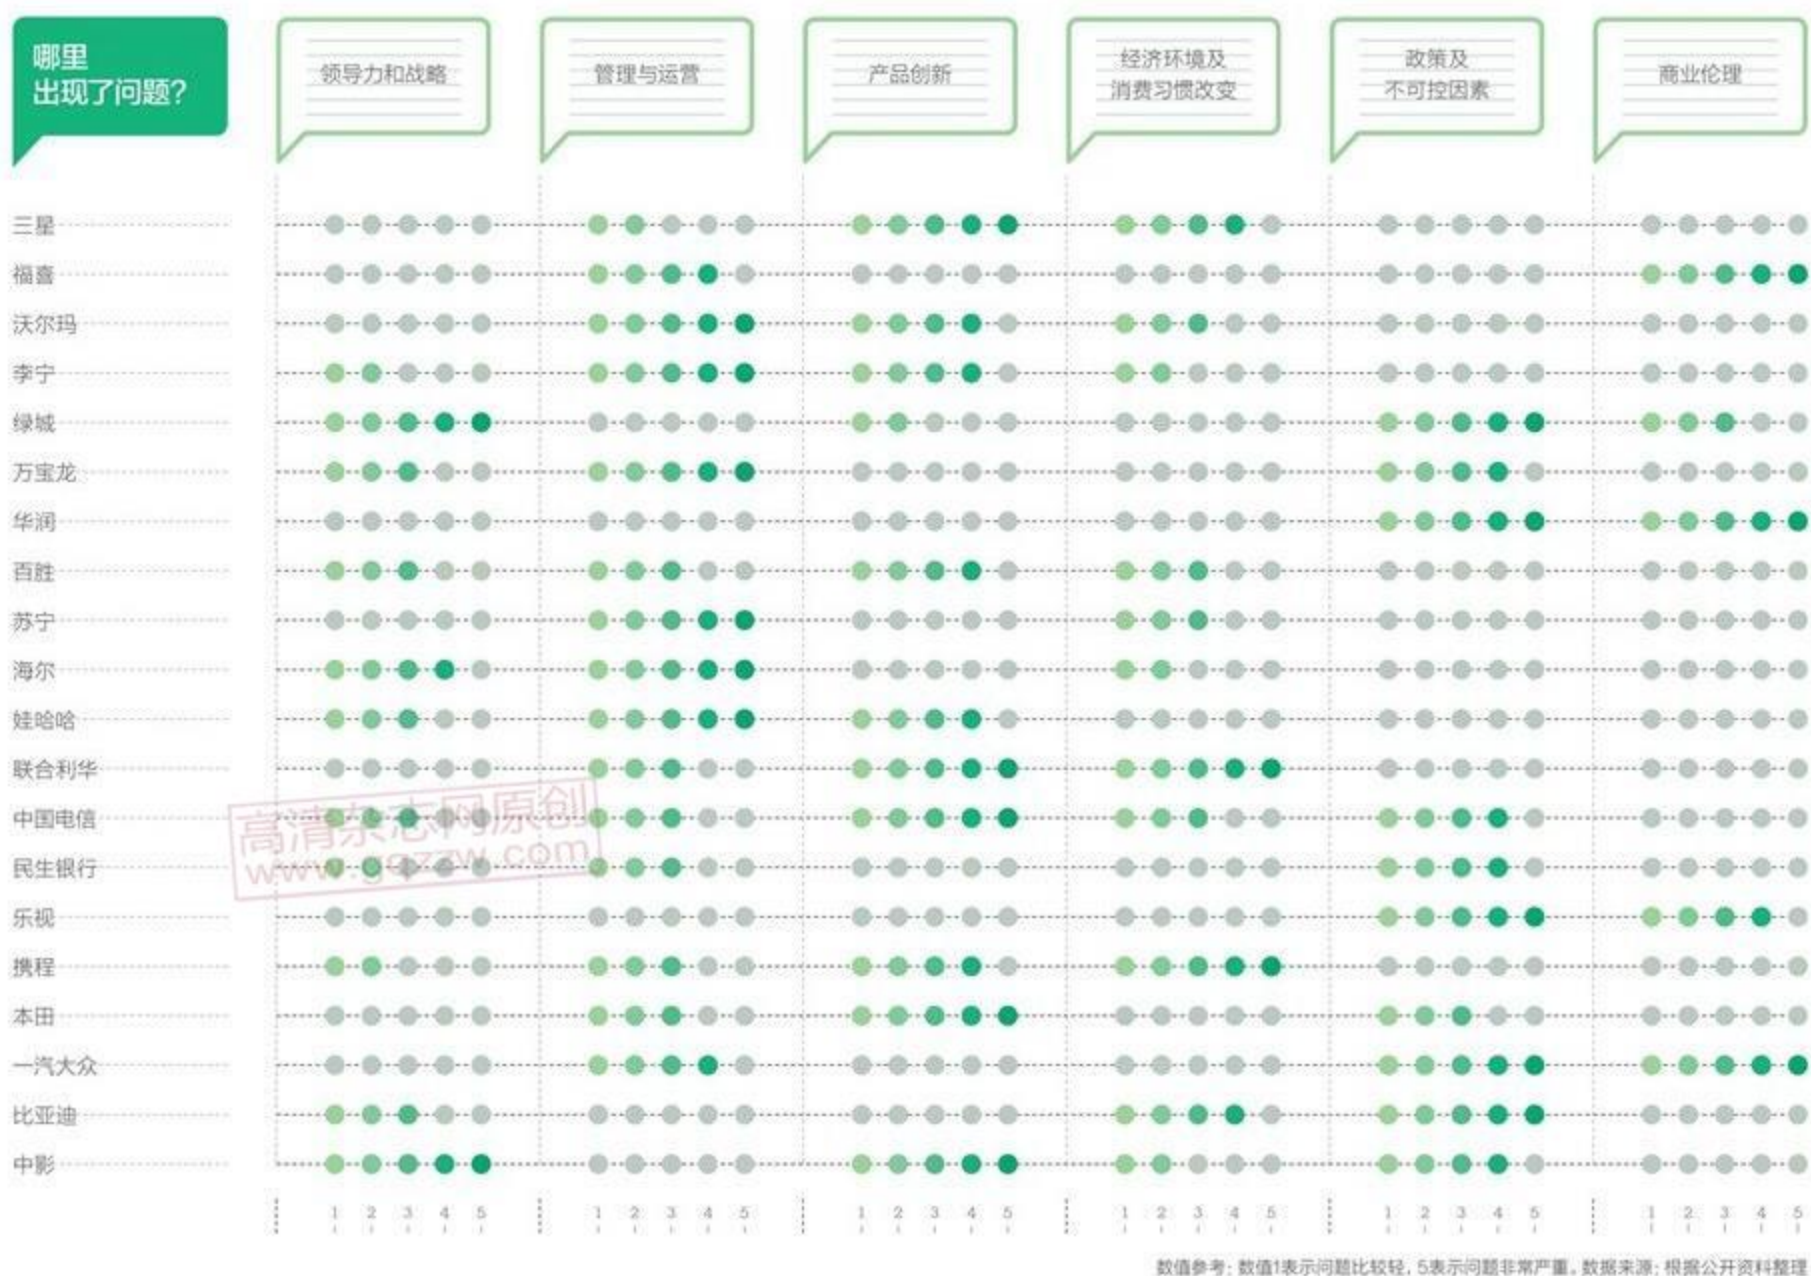 哪里
出现了问题?
领导力和战略
管理与运营
产品创新
经济环境及
消费习惯改变
政策及
不可控因素
商业伦理
三星
福喜
沃尔玛
李宁
绿城
万宝龙
华润
百胜
苏宁
海尔
娃哈哈
联合利华
中国电信
民生银行
乐视
携程
本田
一汽大众
比亚迪
中影
高清杂志网原创
www.gqzzw.com
1 2 3 4 5 1 2 3 4 5 1 2 3 4 5 1 2 3 4 5 1 2 3 4 5 1 2 3 4 5
数值参考: 数值1表示问题比较轻, 5表示问题非常严重。数据来源: 根据公开资料整理